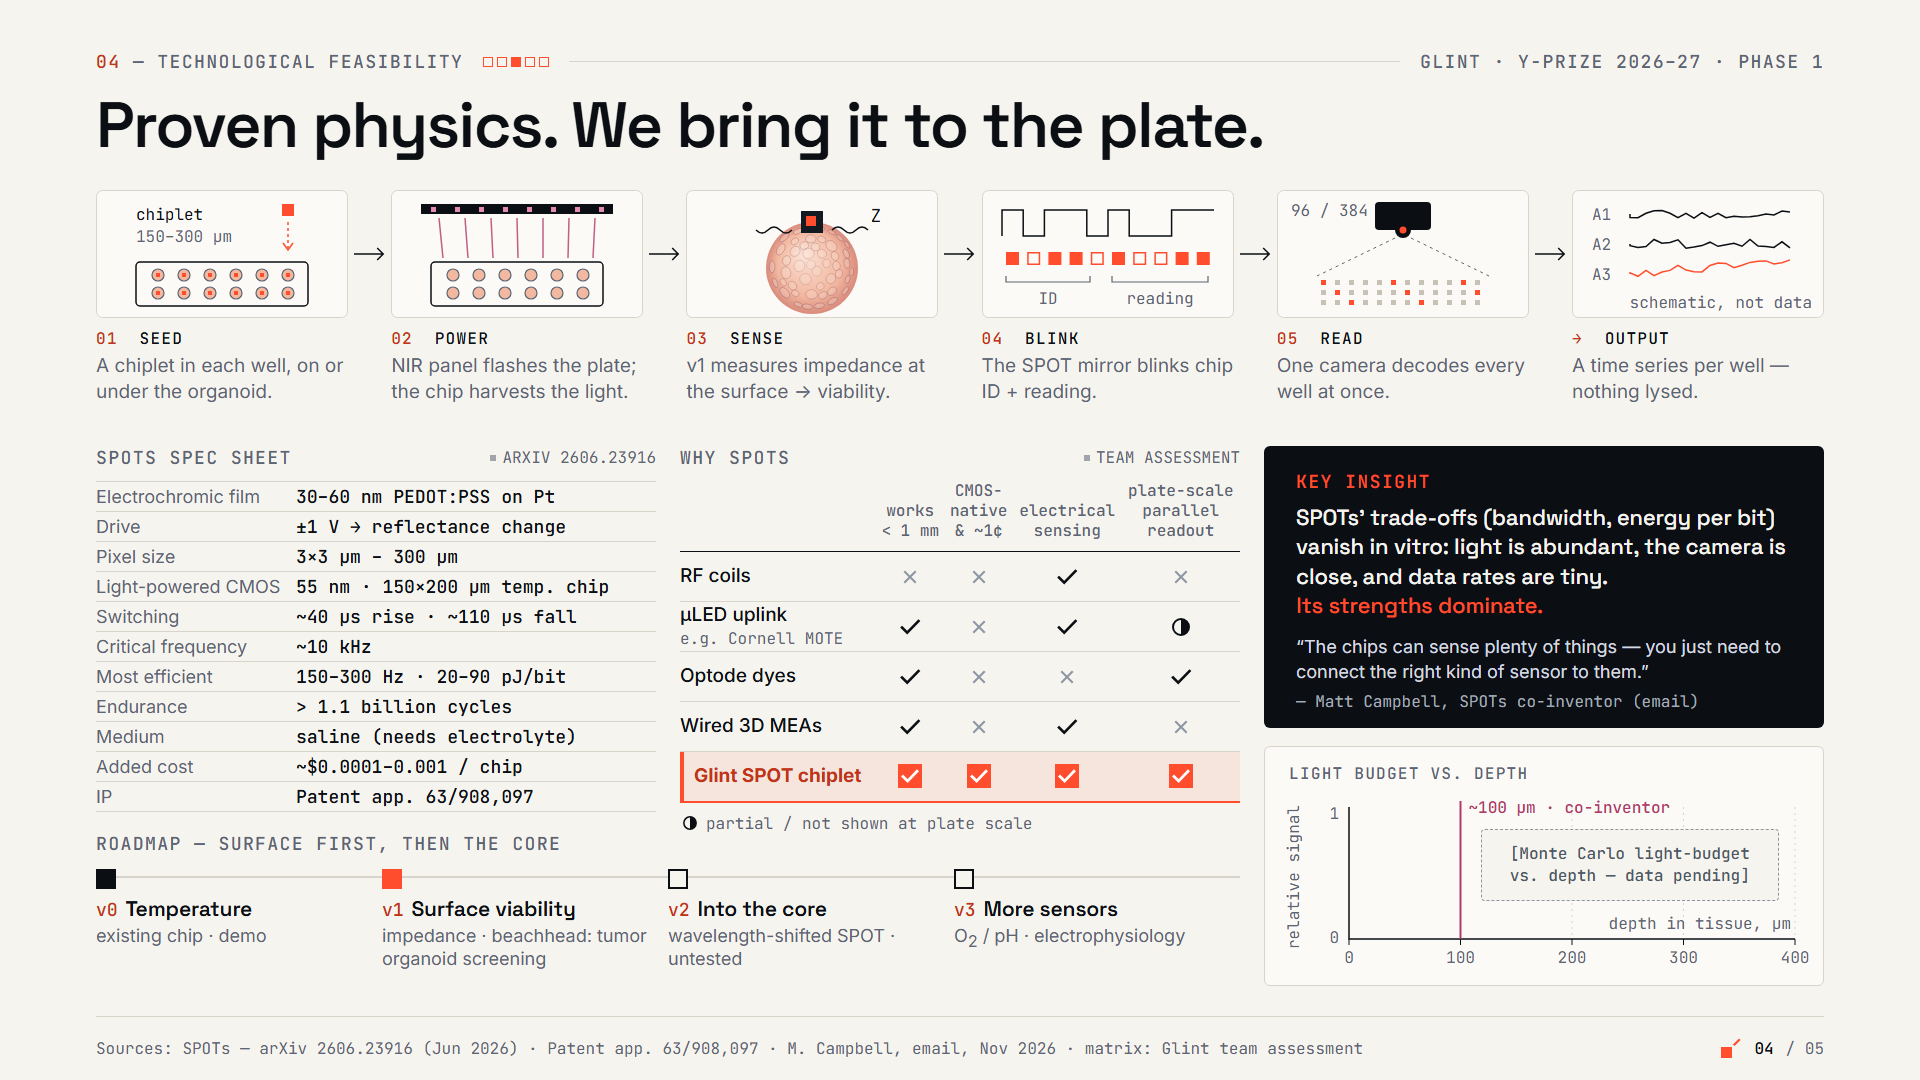 04 — TECHNOLOGICAL FEASIBILITY
GLINT · Y-PRIZE 2026–27 · PHASE 1
Proven physics. We bring it to the plate.
chiplet
150–300 µm
Z
ID
reading
96 / 384
A1
A2
A3
schematic, not data
01 SEED
A chiplet in each well, on or
under the organoid.
02 POWER
NIR panel flashes the plate;
the chip harvests the light.
03 SENSE
v1 measures impedance at
the surface → viability.
04 BLINK
The SPOT mirror blinks chip
ID + reading.
05 READ
One camera decodes every
well at once.
→ OUTPUT
A time series per well —
nothing lysed.
SPOTS SPEC SHEET
ARXIV 2606.23916
Electrochromic film 30–60 nm PEDOT:PSS on Pt
Drive ±1 V → reflectance change
Pixel size 3×3 µm – 300 µm
Light-powered CMOS 55 nm · 150×200 µm temp. chip
Switching ~40 µs rise · ~110 µs fall
Critical frequency ~10 kHz
Most efficient 150–300 Hz · 20–90 pJ/bit
Endurance > 1.1 billion cycles
Medium saline (needs electrolyte)
Added cost ~$0.0001–0.001 / chip
IP Patent app. 63/908,097
WHY SPOTS
TEAM ASSESSMENT
works
< 1 mm
CMOS-
native
& ~1¢
electrical
sensing
plate-scale
parallel
readout
RF coils × × ✓ ×
µLED uplink ✓ × ✓ ◑
e.g. Cornell MOTE
Optode dyes ✓ × × ✓
Wired 3D MEAs ✓ × ✓ ×
Glint SPOT chiplet ✓ ✓ ✓ ✓
◑ partial / not shown at plate scale
KEY INSIGHT
SPOTs’ trade-offs (bandwidth, energy per bit)
vanish in vitro: light is abundant, the camera is
close, and data rates are tiny.
Its strengths dominate.
“The chips can sense plenty of things — you just need to
connect the right kind of sensor to them.”
— Matt Campbell, SPOTs co-inventor (email)
LIGHT BUDGET VS. DEPTH
relative signal
1
0
~100 µm · co-inventor
[Monte Carlo light-budget
vs. depth — data pending]
depth in tissue, µm
0 100 200 300 400
ROADMAP — SURFACE FIRST, THEN THE CORE
v0 Temperature
existing chip · demo
v1 Surface viability
impedance · beachhead: tumor
organoid screening
v2 Into the core
wavelength-shifted SPOT ·
untested
v3 More sensors
O2 / pH · electrophysiology
Sources: SPOTs — arXiv 2606.23916 (Jun 2026) · Patent app. 63/908,097 · M. Campbell, email, Nov 2026 · matrix: Glint team assessment
04 / 05